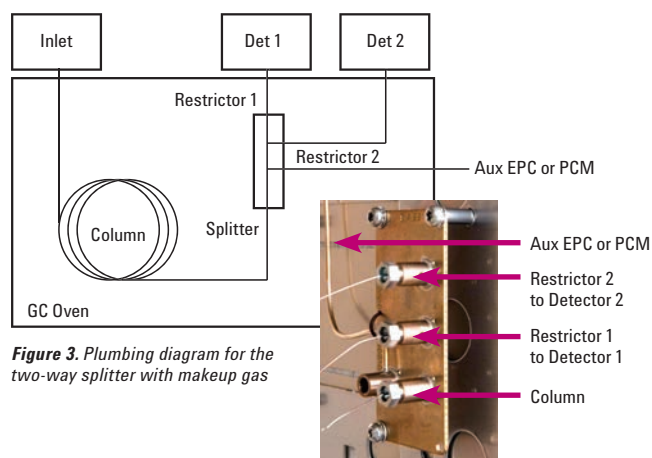 Inlet
Det 1
Det 2
Restrictor 1
Restrictor 2
Aux EPC or PCM
Column
Splitter
GC Oven
Aux EPC or PCM
Restrictor 2
to Detector 2
Restrictor 1
to Detector 1
Column
Figure 3. Plumbing diagram for the
two-way splitter with makeup gas